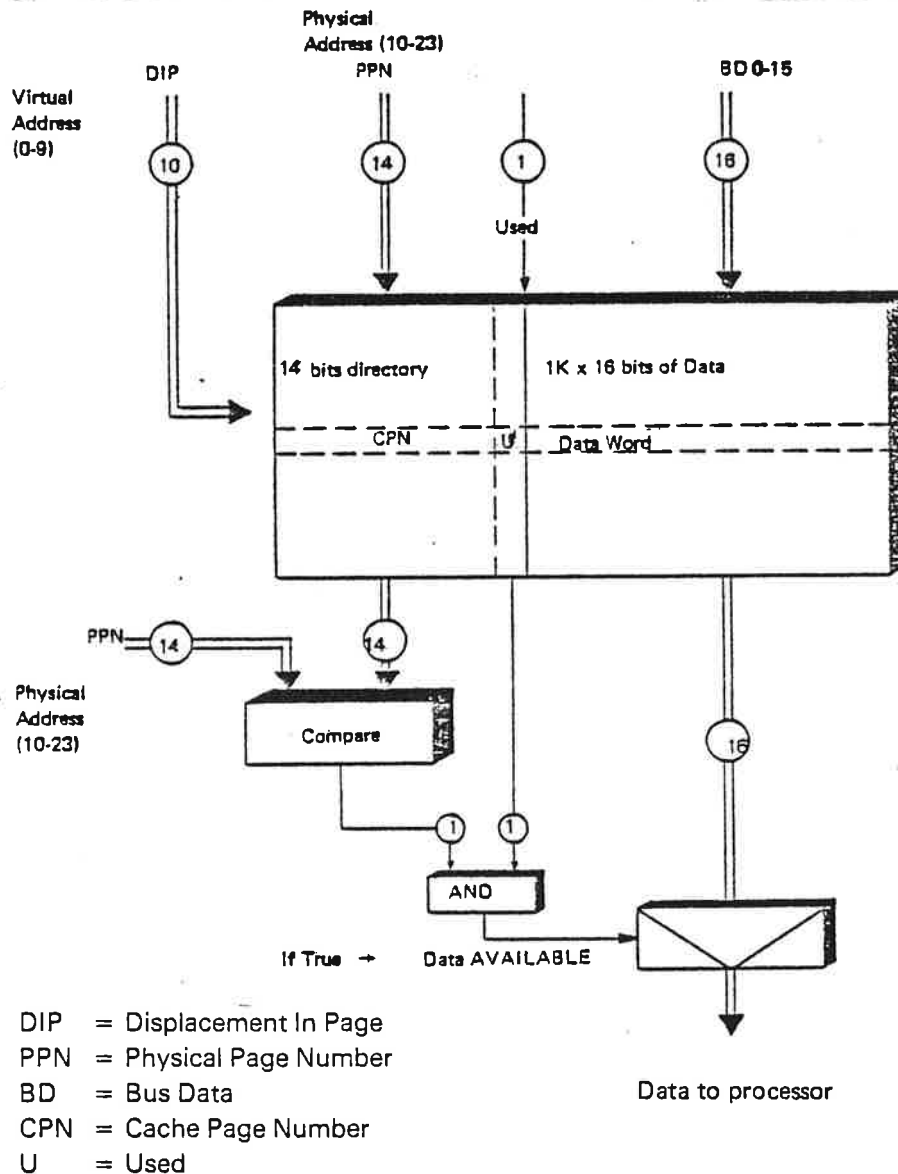 Physical
Address (10-23)
DIP
PPN
BD 0-15
Virtual
Address
(0-9)
10
14
1
16
Used
14 bits directory
1K x 16 bits of Data
CPN
U
Data Word
PPN
14
14
Physical
Address
(10-23)
Compare
16
1
1
AND
If True → Data AVAILABLE
DIP = Displacement In Page
PPN = Physical Page Number
BD = Bus Data
Data to processor
CPN = Cache Page Number
U = Used